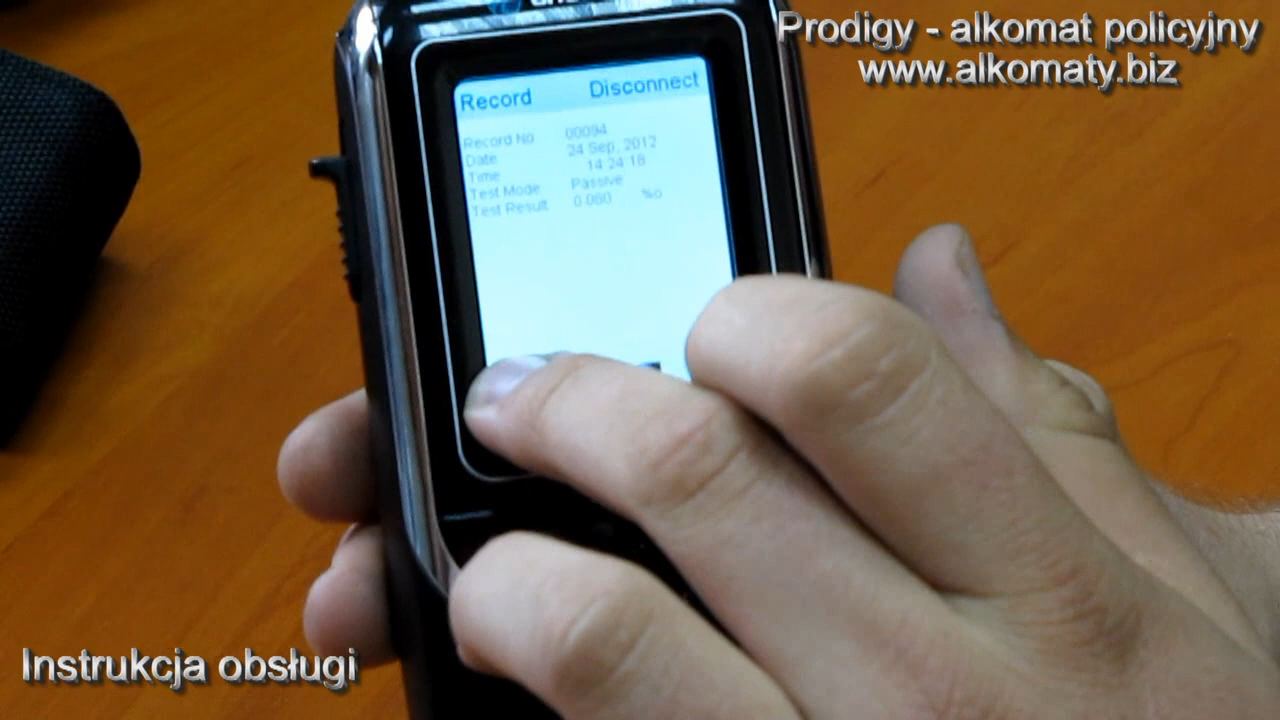 Prodigy - alkomat policyjny
www.alkomaty.biz
Record Disconnect
Record No 00094
Date 24 Sep, 2012
Time 14:24:18
Test Mode Passive
Test Result 0.060 %o
Instrukcja obsługi